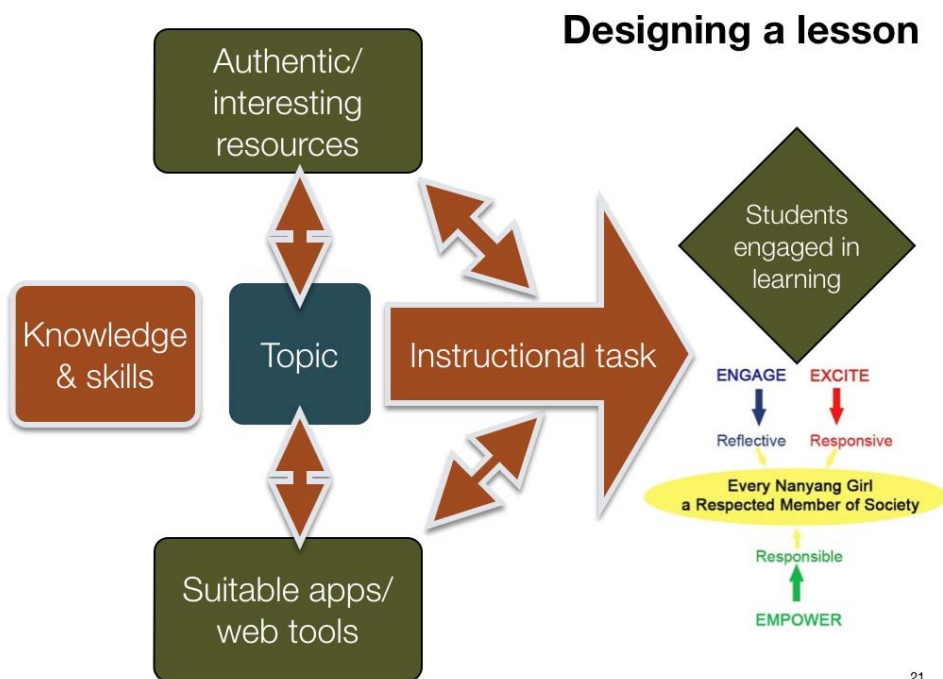 Designing a lesson
Authentic/
interesting
resources
Knowledge
& skills
Topic
Instructional task
Suitable apps/
web tools
Students
engaged in
learning
ENGAGE
EXCITE
Reflective
Responsive
Every Nanyang Girl
a Respected Member of Society
Responsible
EMPOWER
21